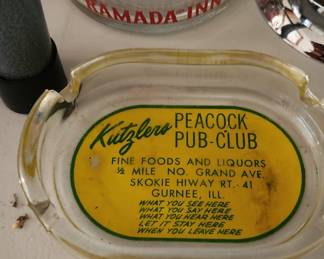 RAMADA-INN
Kutzlers PEACOCK
PUB-CLUB
FINE FOODS AND LIQUORS
½ MILE NO. GRAND AVE.
SKOKIE HIWAY RT. 41
GURNEE, ILL.
WHAT YOU SEE HERE
WHAT YOU SAY HERE
WHAT YOU HEAR HERE
LET IT STAY HERE
WHEN YOU LEAVE HERE